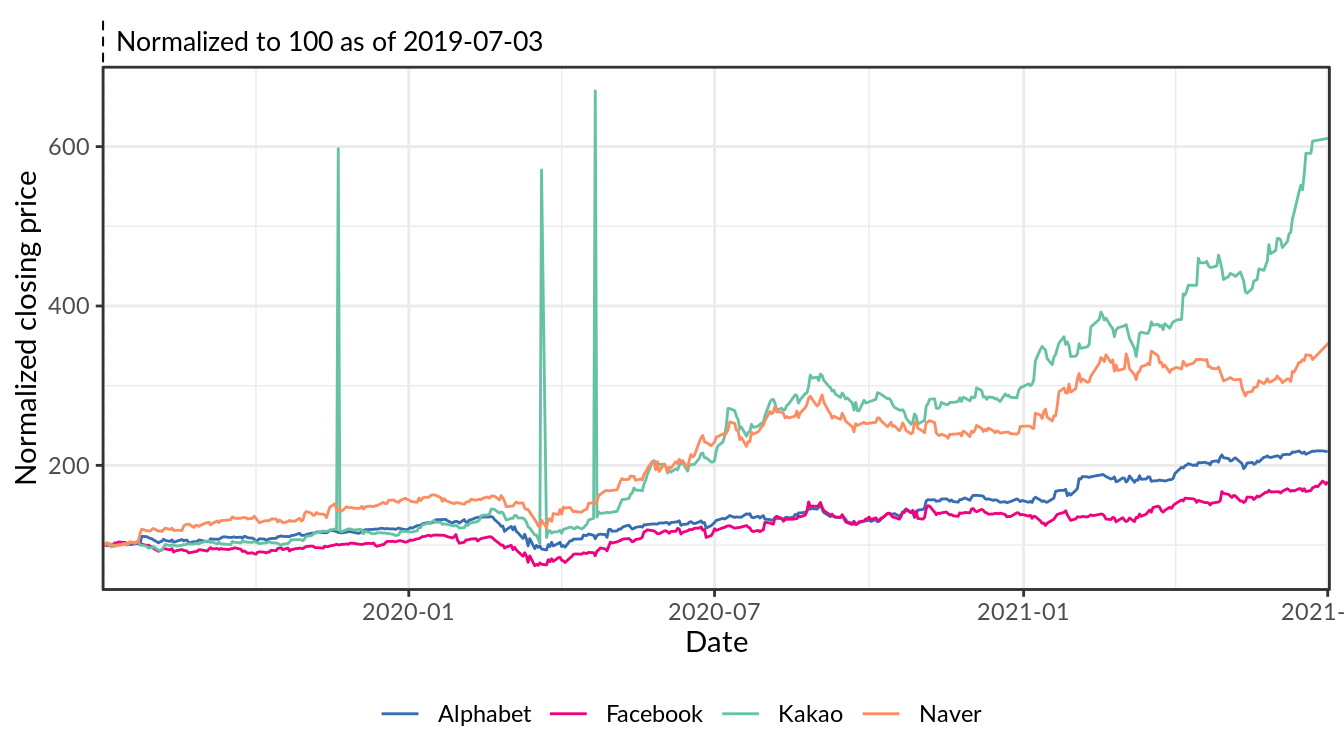 Normalized to 100 as of 2019-07-03
Normalized closing price
600
400
200
2020-01
2020-07
2021-01
2021-
Date
Alphabet
Facebook
Kakao
Naver